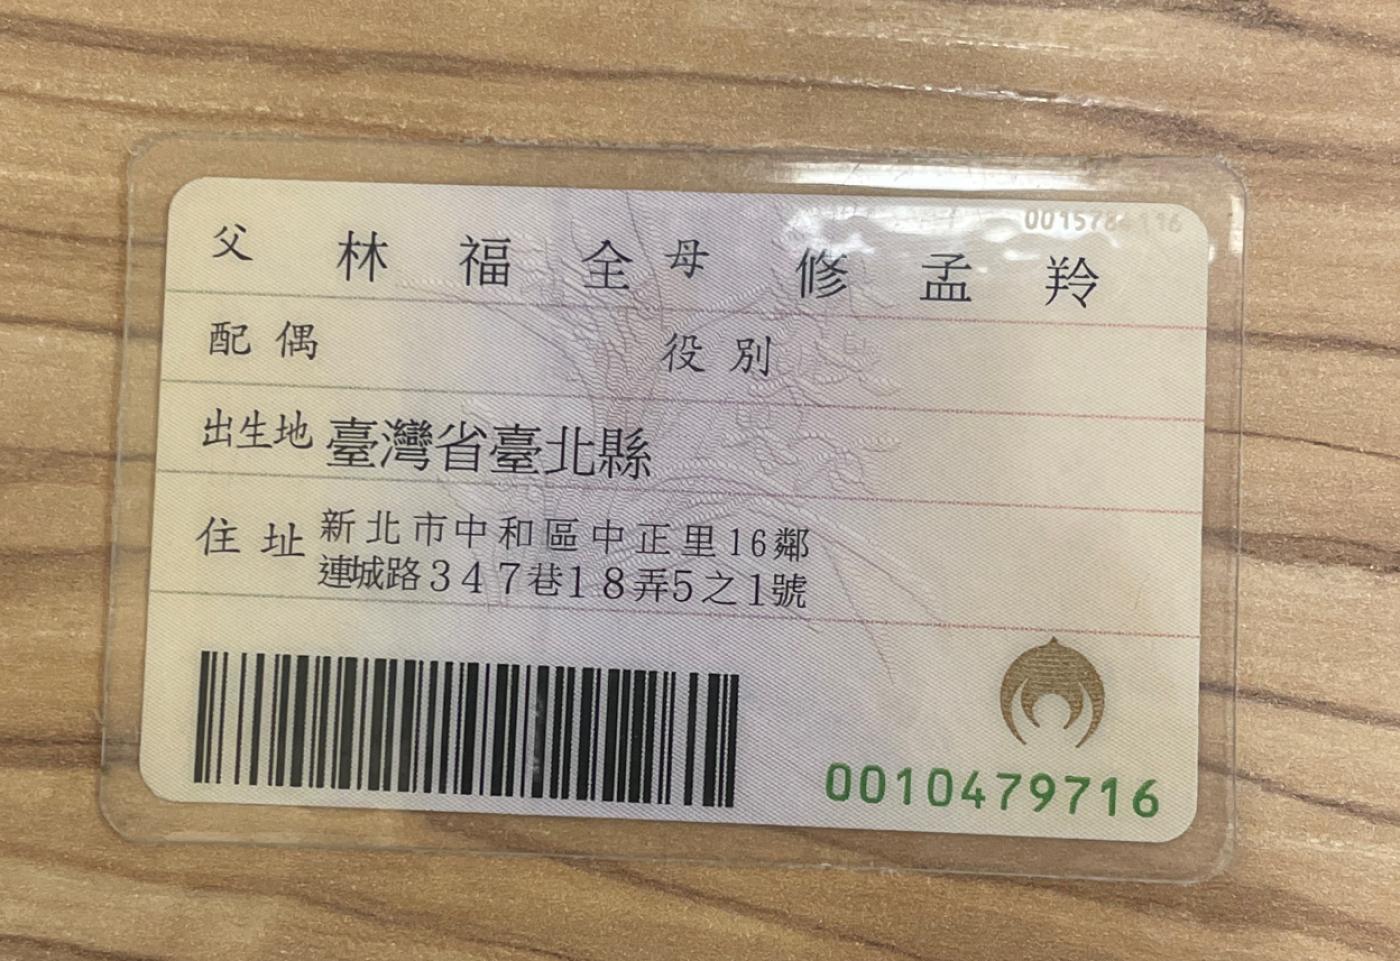 父 林福全 母 修孟羚
配偶 役別
出生地 臺灣省臺北縣
住址 新北市中和區中正里16鄰
連城路347巷18弄5之1號
0010479716